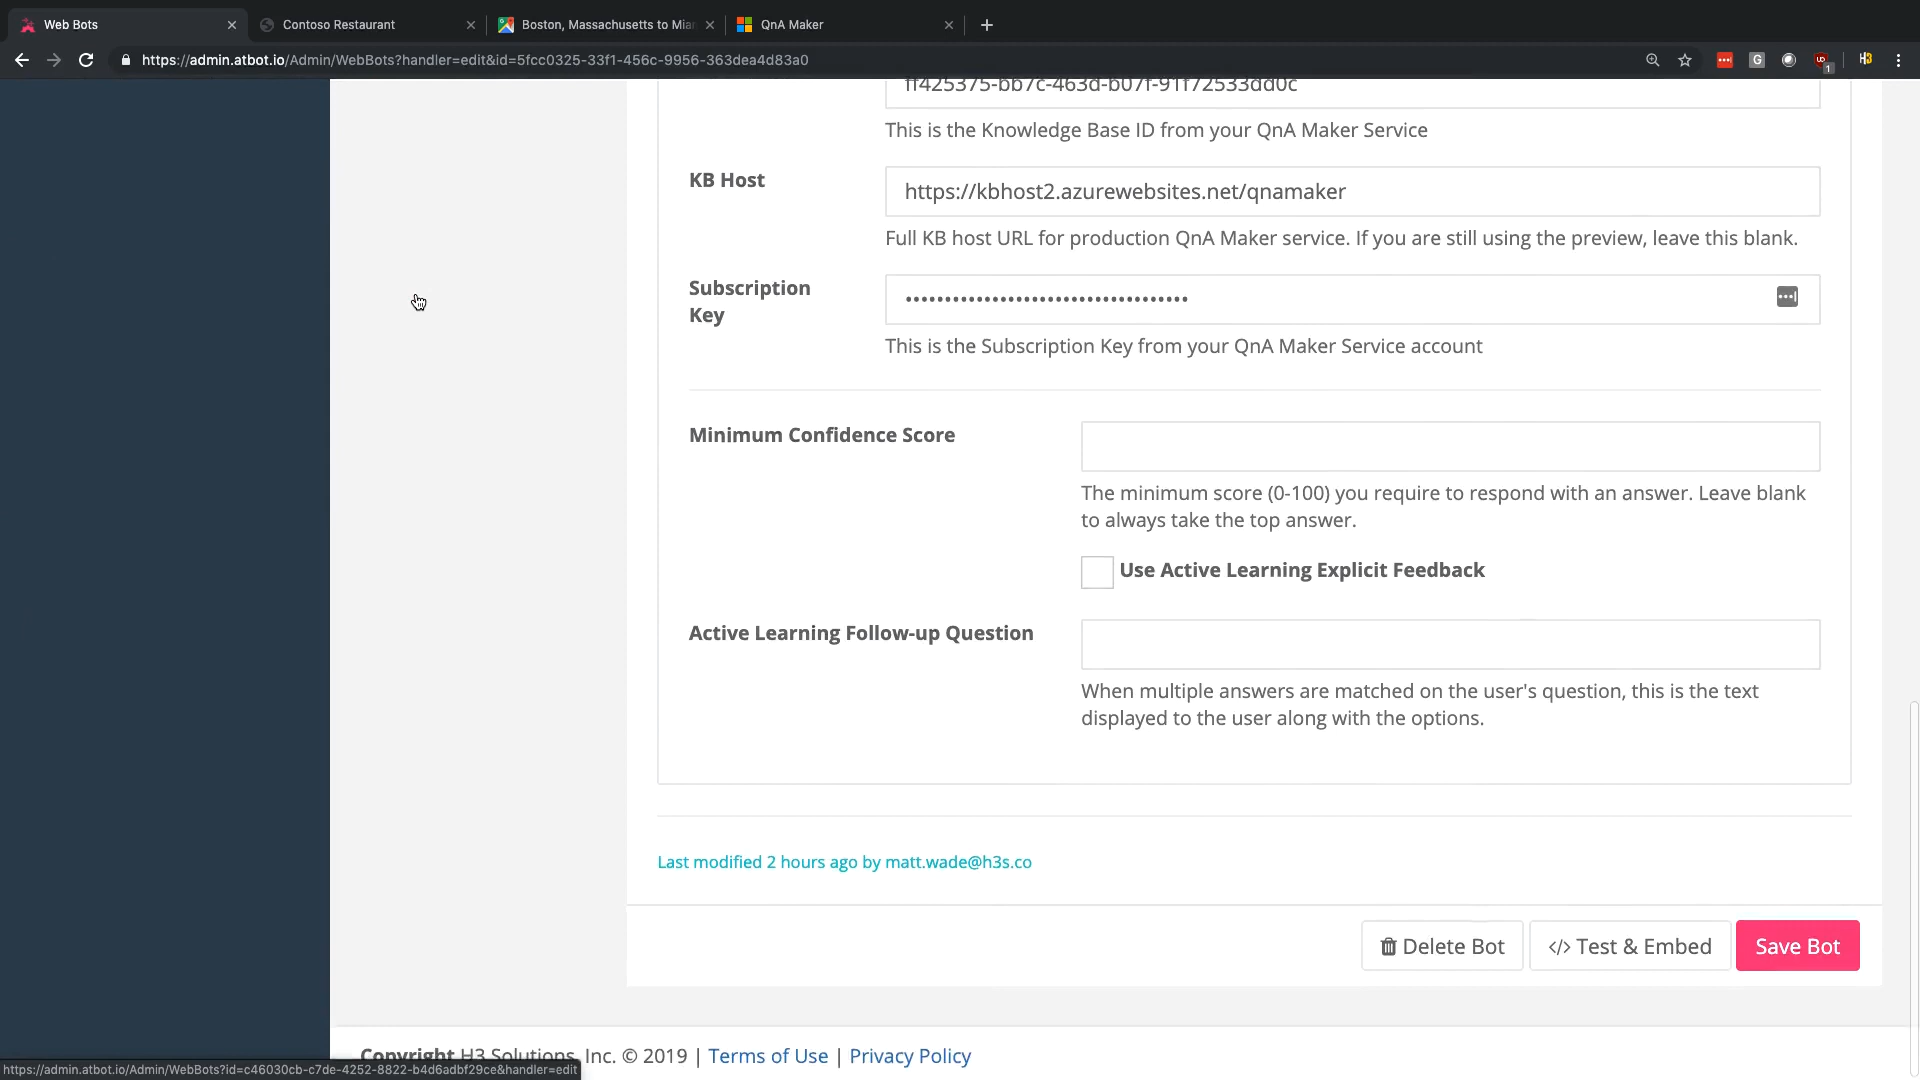 Web Bots
Contoso Restaurant
Boston, Massachusetts to Mia
QnA Maker
https://admin.atbot.io/Admin/WebBots?handler=edit&id=5fcc0325-33f1-456c-9956-363dea4d83a0
ff425375-bb7c-463d-b07f-91f72533dd0c
This is the Knowledge Base ID from your QnA Maker Service
KB Host
https://kbhost2.azurewebsites.net/qnamaker
Full KB host URL for production QnA Maker service. If you are still using the preview, leave this blank.
Subscription
Key
••••••••••••••••••••••••••••••••••••
This is the Subscription Key from your QnA Maker Service account
Minimum Confidence Score
The minimum score (0-100) you require to respond with an answer. Leave blank
to always take the top answer.
Use Active Learning Explicit Feedback
Active Learning Follow-up Question
When multiple answers are matched on the user's question, this is the text
displayed to the user along with the options.
Last modified 2 hours ago by matt.wade@h3s.co
Delete Bot
</> Test & Embed
Save Bot
Copyright H3 Solutions, Inc. © 2019 | Terms of Use | Privacy Policy
https://admin.atbot.io/Admin/WebBots?id=c46030cb-c7de-4252-8822-b4d6adbf29ce&handler=edit